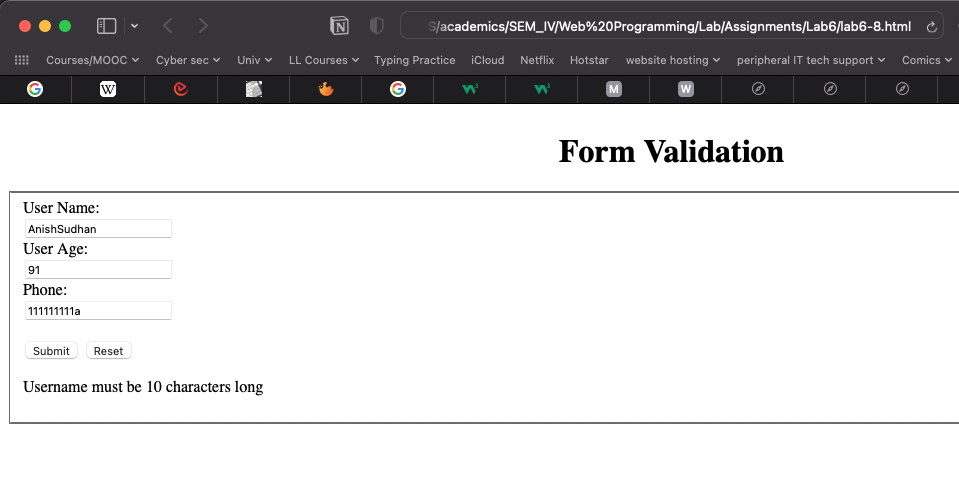 S/academics/SEM_IV/Web%20Programming/Lab/Assignments/Lab6/lab6-8.html
Courses/MOOC Cyber sec Univ LL Courses Typing Practice iCloud Netflix Hotstar website hosting peripheral IT tech support Comics
G W G W3 W3 M W
Form Validation
User Name:
AnishSudhan
User Age:
91
Phone:
111111111a
Submit Reset
Username must be 10 characters long